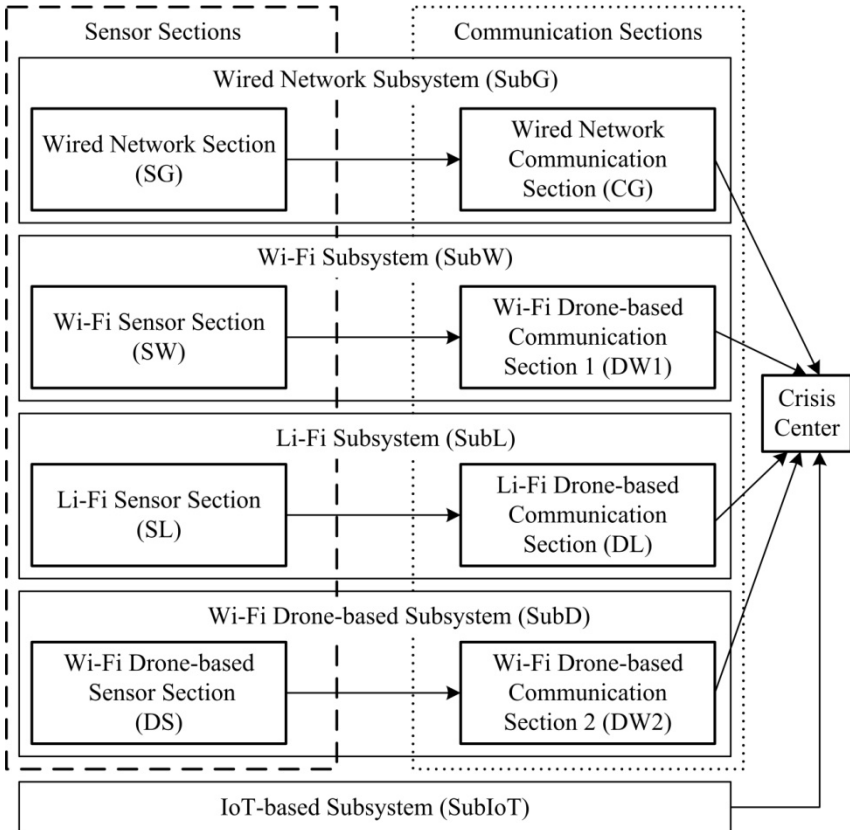 Sensor Sections
Communication Sections
Wired Network Subsystem (SubG)
Wired Network Section
(SG)
Wired Network
Communication
Section (CG)
Wi-Fi Subsystem (SubW)
Wi-Fi Sensor Section
(SW)
Wi-Fi Drone-based
Communication
Section 1 (DW1)
Crisis
Center
Li-Fi Subsystem (SubL)
Li-Fi Sensor Section
(SL)
Li-Fi Drone-based
Communication
Section (DL)
Wi-Fi Drone-based Subsystem (SubD)
Wi-Fi Drone-based
Sensor Section
(DS)
Wi-Fi Drone-based
Communication
Section 2 (DW2)
IoT-based Subsystem (SubIoT)